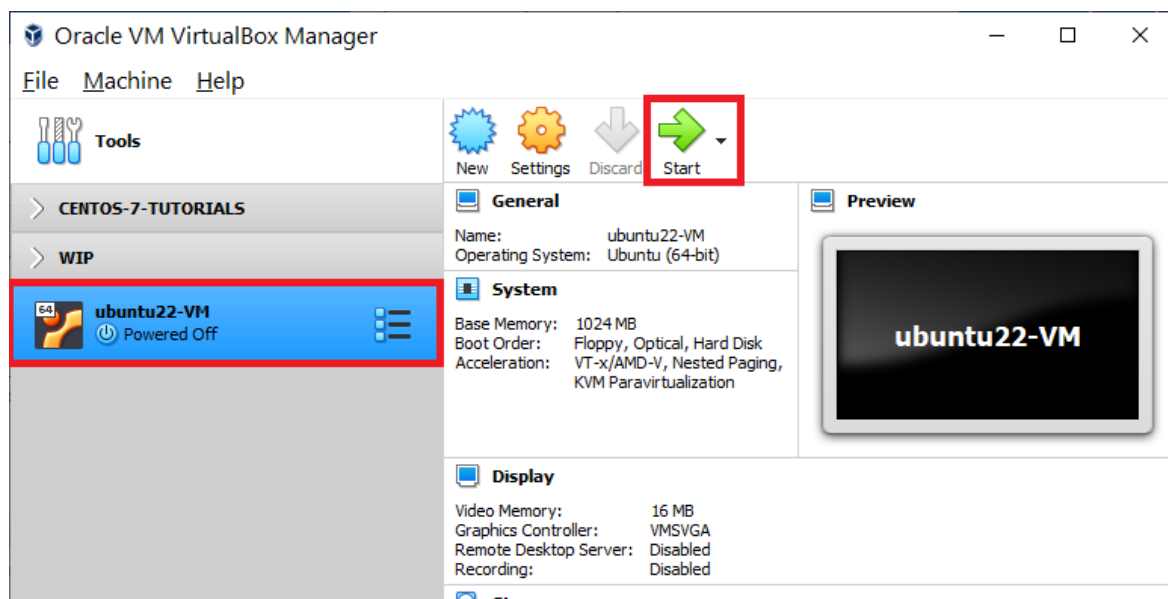 Oracle VM VirtualBox Manager
File Machine Help
Tools
New Settings Discard Start
CENTOS-7-TUTORIALS
WIP
64
ubuntu22-VM
Powered Off
General
Name: ubuntu22-VM
Operating System: Ubuntu (64-bit)
System
Base Memory: 1024 MB
Boot Order: Floppy, Optical, Hard Disk
Acceleration: VT-x/AMD-V, Nested Paging,
KVM Paravirtualization
Preview
ubuntu22-VM
Display
Video Memory: 16 MB
Graphics Controller: VMSVGA
Remote Desktop Server: Disabled
Recording: Disabled